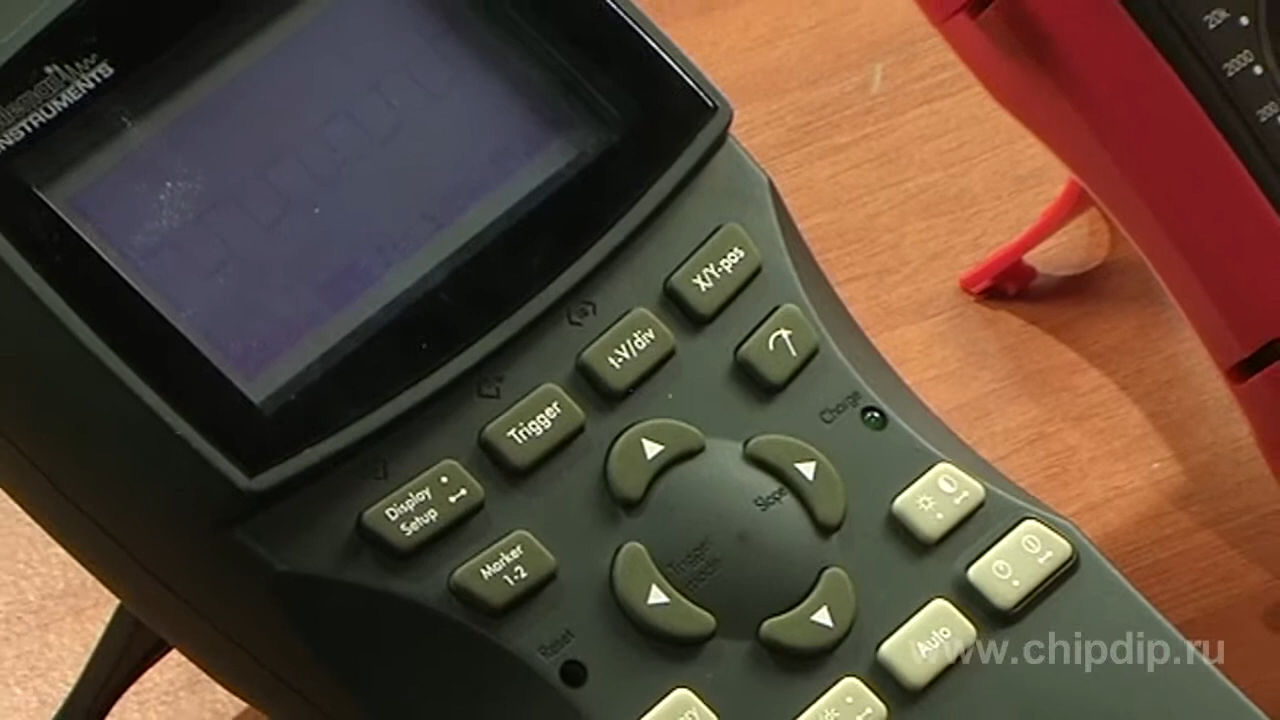 INSTRUMENTS
20k
2000
200
X/Y-pos
t-V/div
Trigger
Charge
Display
Setup
Slope
Marker
1-2
Trigger
mode
Reset
Auto
www.chipdip.ru